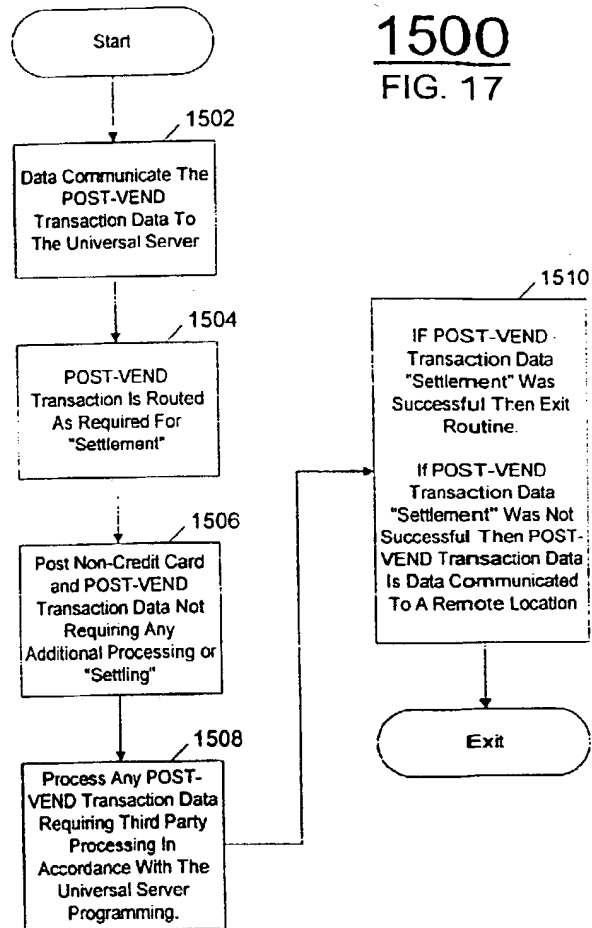 Start
1500
FIG. 17
1502
Data Communicate The
POST-VEND
Transaction Data To
The Universal Server
1504
POST-VEND
Transaction Is Routed
As Required For
"Settlement"
1506
Post Non-Credit Card
and POST-VEND
Transaction Data Not
Requiring Any
Additional Processing or
"Settling"
1508
Process Any POST-
VEND Transaction Data
Requiring Third Party
Processing In
Accordance With The
Universal Server
Programming.
1510
IF POST-VEND
Transaction Data
"Settlement" Was
Successful Then Exit
Routine.
If POST-VEND
Transaction Data
"Settlement" Was Not
Successful Then POST-
VEND Transaction Data
Is Data Communicated
To A Remote Location
Exit